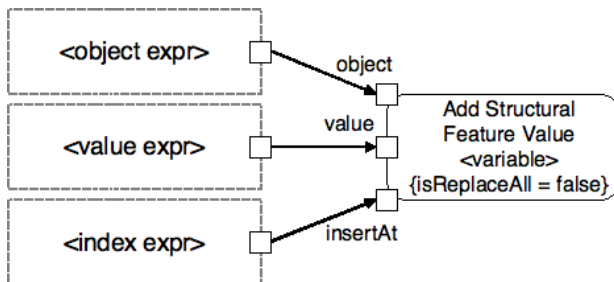 <object expr>
object
<value expr>
value
<index expr>
insertAt
Add Structural
Feature Value
<variable>
{isReplaceAll = false}